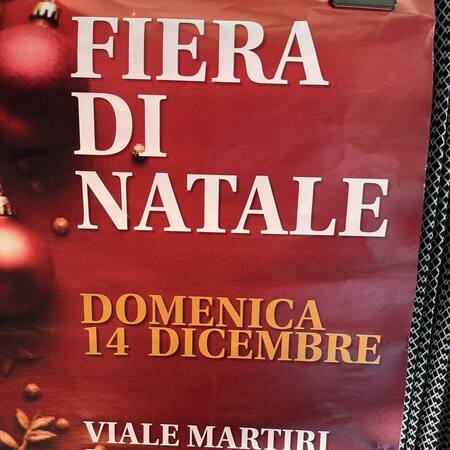 FIERA
DI
NATALE
DOMENICA
14 DICEMBRE
VIALE MARTIRI